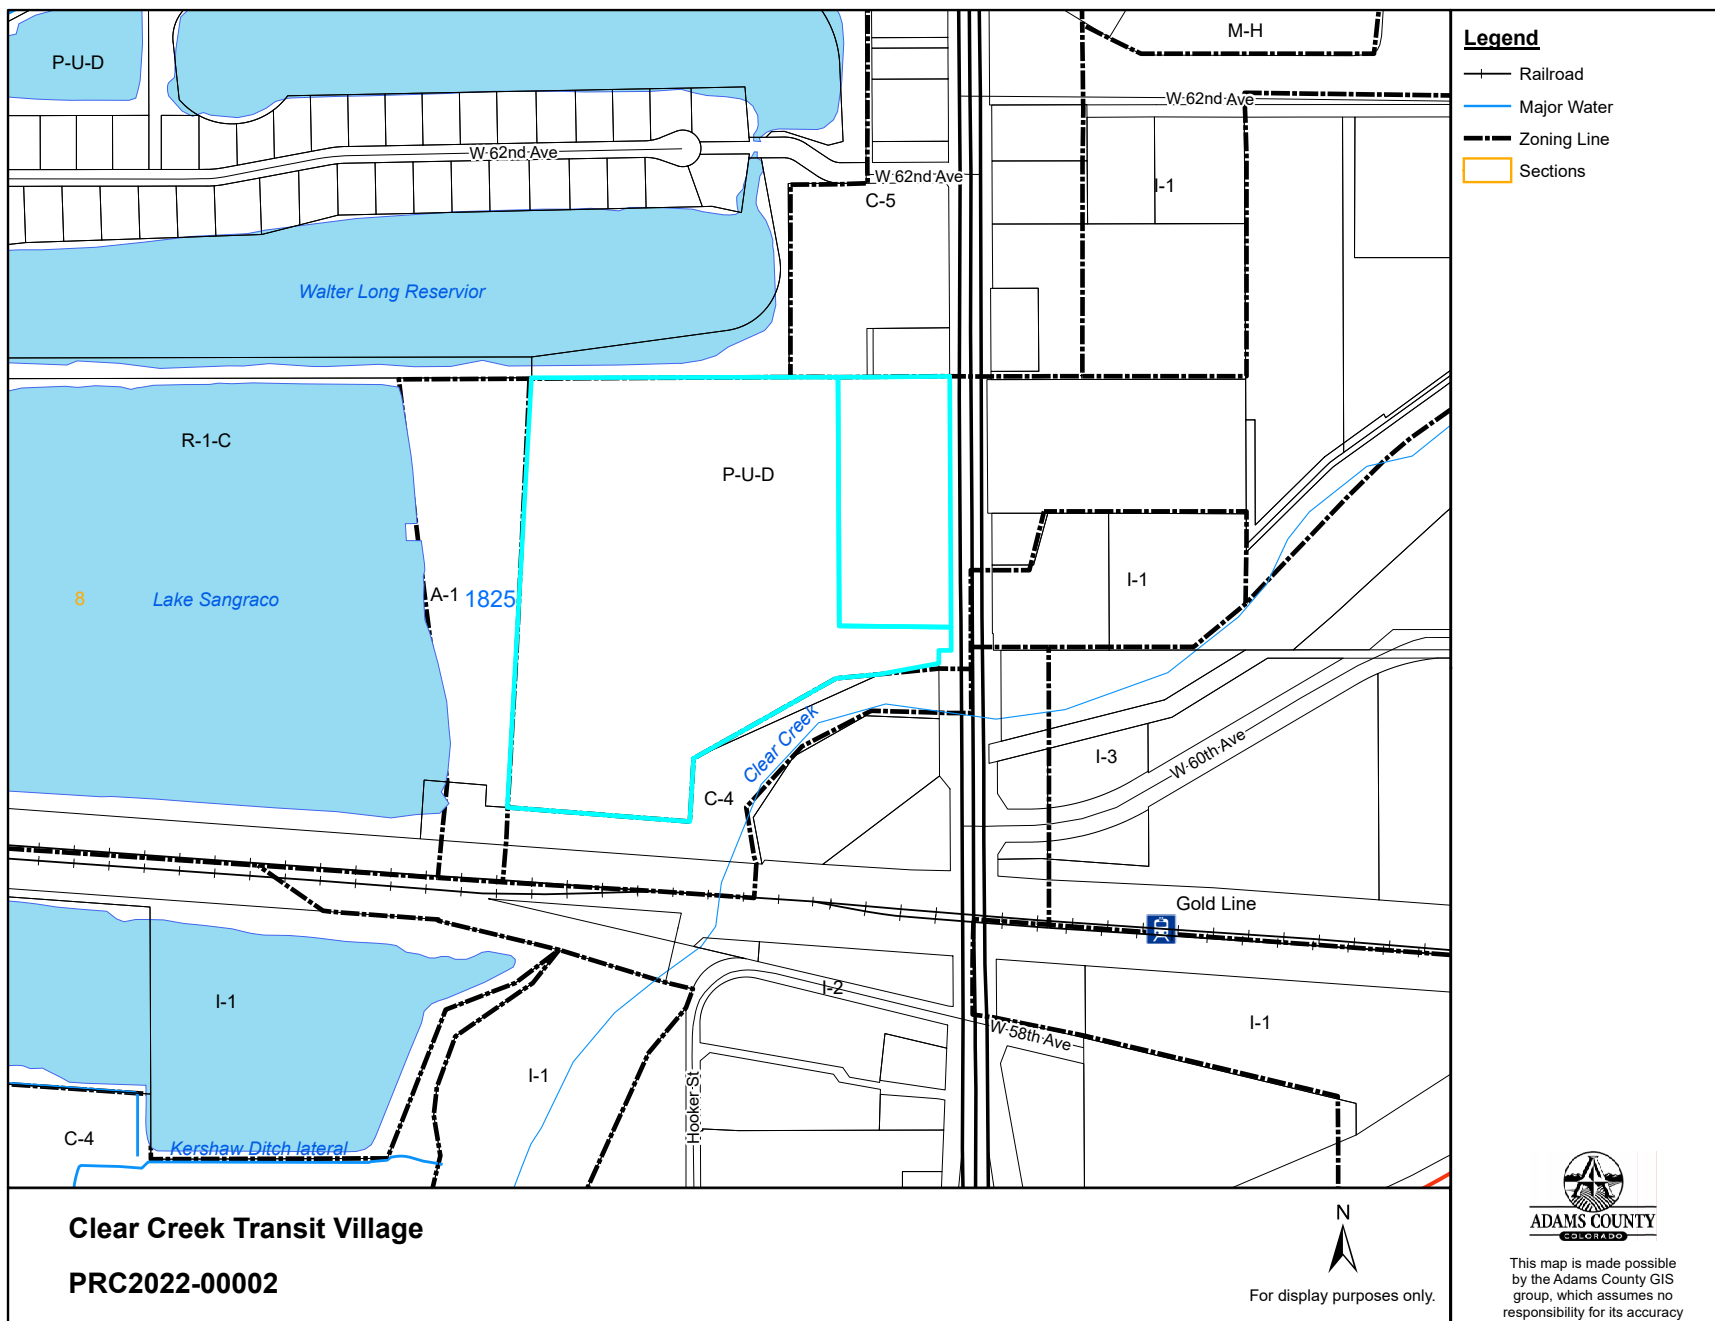 M-H
P-U-D
W 62nd Ave
W 62nd Ave
W 62nd Ave
C-5
I-1
Walter Long Reservior
R-1-C
P-U-D
8
Lake Sangraco
A-1
1825
I-1
Clear Creek
C-4
I-3
W 60th Ave
Gold Line
I-1
I-2
W 58th Ave
I-1
I-1
Hooker St
C-4
Kershaw Ditch lateral
Legend
Railroad
Major Water
Zoning Line
Sections
Clear Creek Transit Village
PRC2022-00002
N
For display purposes only.
ADAMS COUNTY
COLORADO
This map is made possible
by the Adams County GIS
group, which assumes no
responsibility for its accuracy